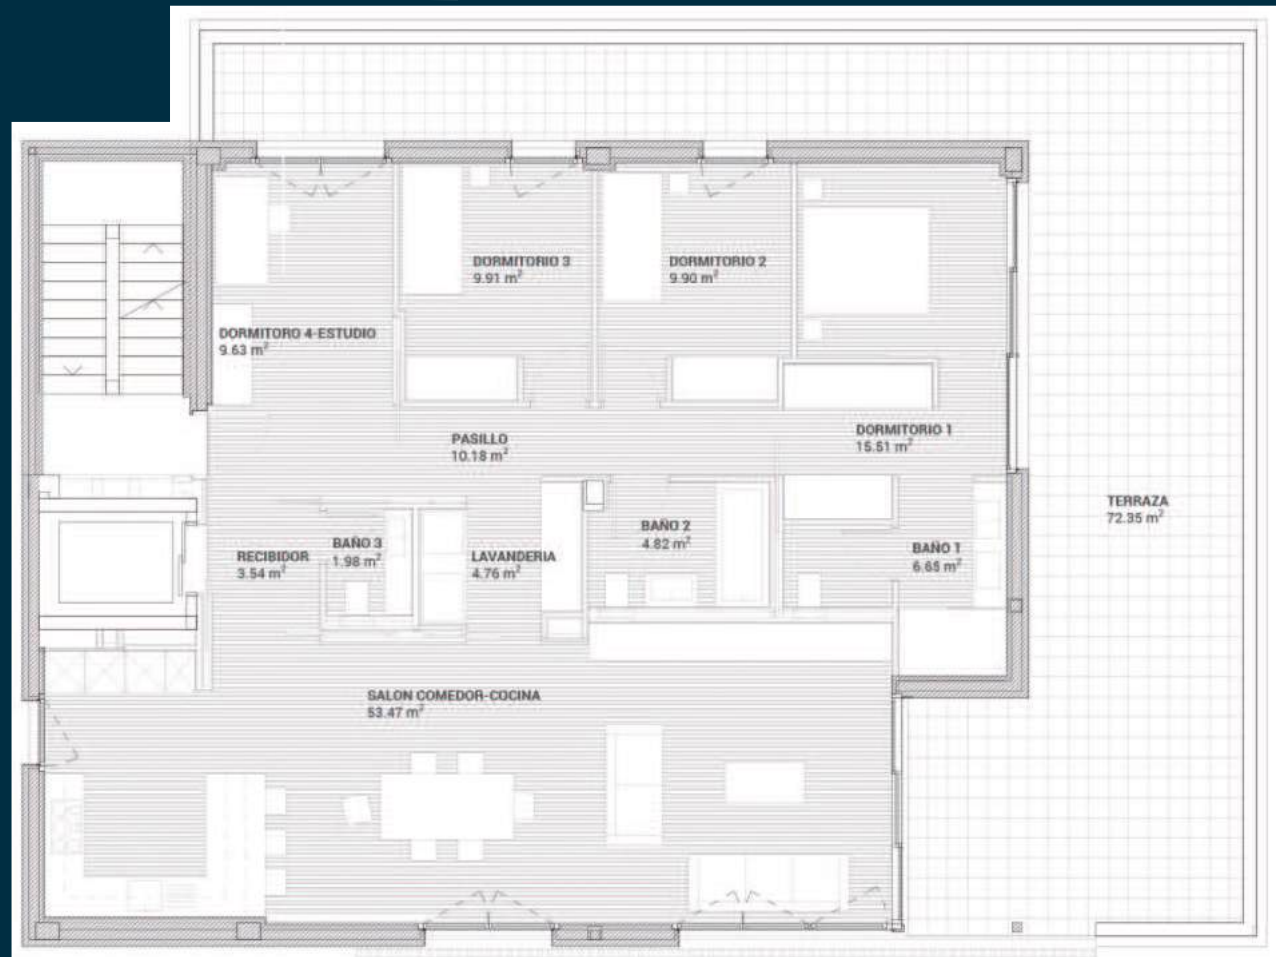 DORMITORIO 3
9.91 m²
DORMITORIO 2
9.90 m²
DORMITORO 4-ESTUDIO
9.63 m²
PASILLO
10.18 m²
DORMITORIO 1
15.51 m²
TERRAZA
72.35 m²
RECIBIDOR
3.54 m²
BAÑO 3
1.98 m²
LAVANDERIA
4.76 m²
BAÑO 2
4.82 m²
BAÑO 1
6.65 m²
SALON COMEDOR-COCINA
53.47 m²